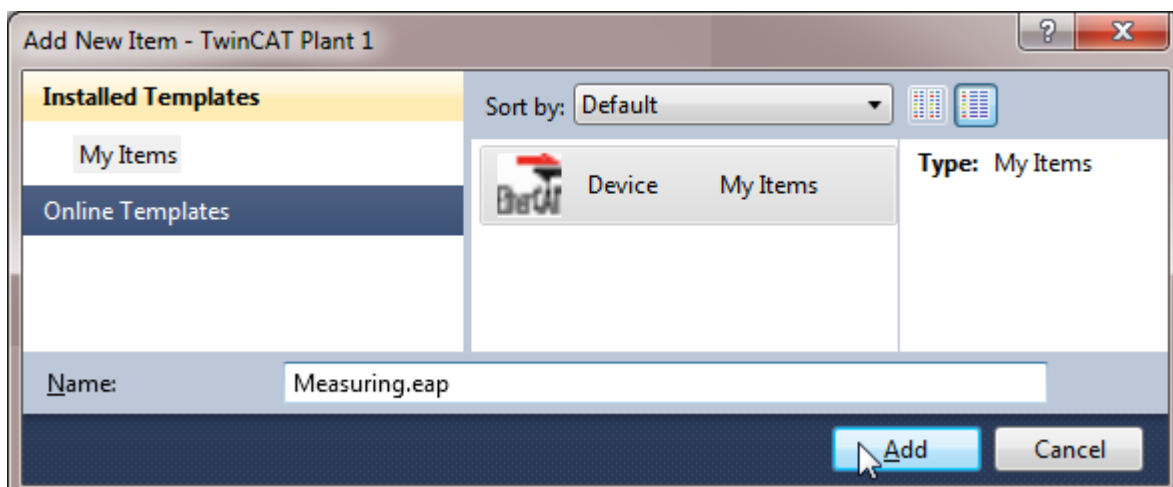 Add New Item - TwinCAT Plant 1
?
X
Installed Templates
My Items
Online Templates
Sort by: Default
EtherCAT
Device My Items
Type: My Items
Name: Measuring.eap
Add
Cancel